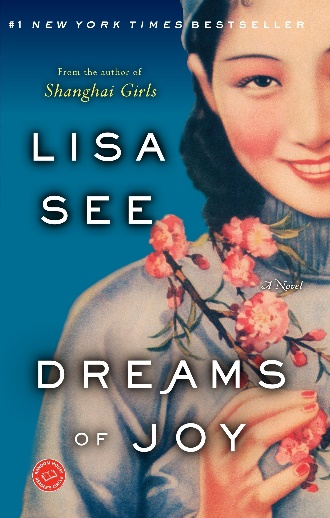 #1 NEW YORK TIMES BESTSELLER
From the author of
Shanghai Girls
LISA
SEE
A Novel
DREAMS
OF JOY